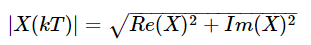 |X(kT)| = √Re(X)² + Im(X)²